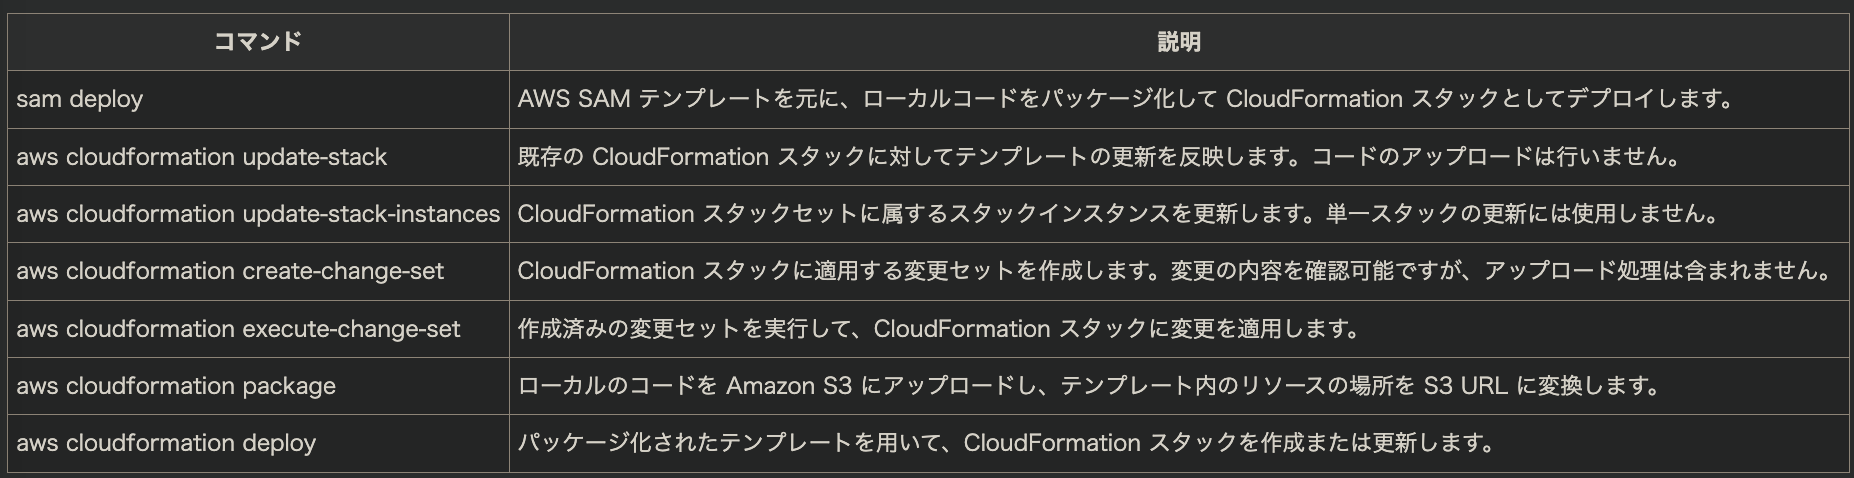 コマンド 説明
sam deploy AWS SAM テンプレートを元に、ローカルコードをパッケージ化して CloudFormation スタックとしてデプロイします。
aws cloudformation update-stack 既存の CloudFormation スタックに対してテンプレートの更新を反映します。コードのアップロードは行いません。
aws cloudformation update-stack-instances CloudFormation スタックセットに属するスタックインスタンスを更新します。単一スタックの更新には使用しません。
aws cloudformation create-change-set CloudFormation スタックに適用する変更セットを作成します。変更の内容を確認可能ですが、アップロード処理は含まれません。
aws cloudformation execute-change-set 作成済みの変更セットを実行して、CloudFormation スタックに変更を適用します。
aws cloudformation package ローカルのコードを Amazon S3 にアップロードし、テンプレート内のリソースの場所を S3 URL に変換します。
aws cloudformation deploy パッケージ化されたテンプレートを用いて、CloudFormation スタックを作成または更新します。